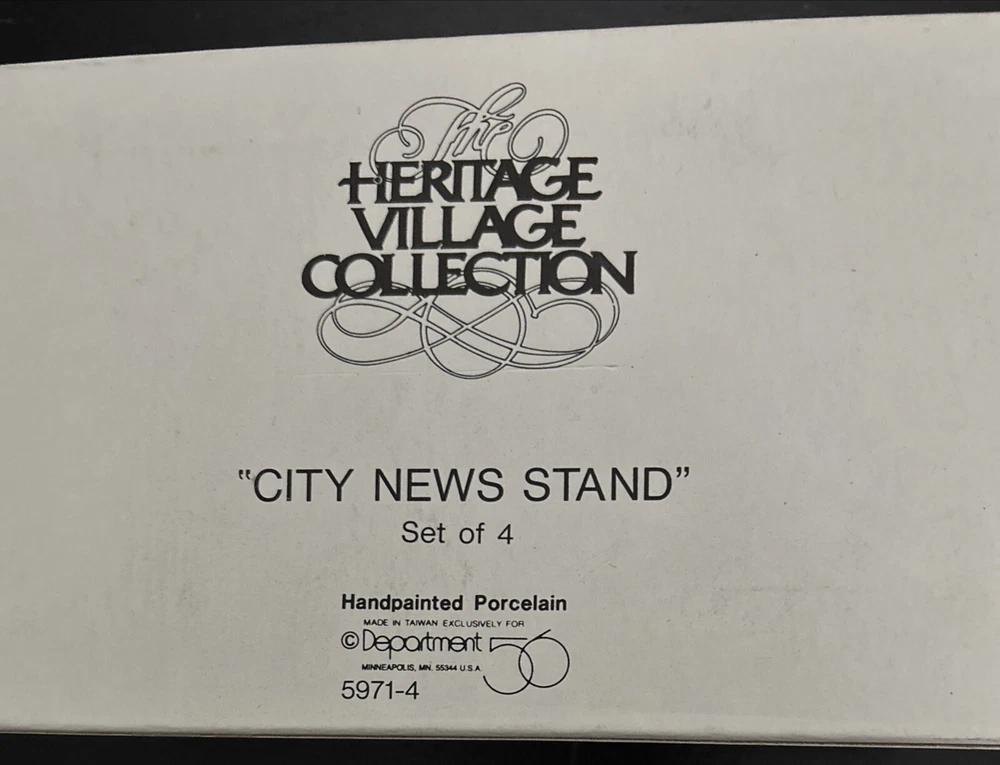 The
HERITAGE
VILLAGE
COLLECTION
“CITY NEWS STAND”
Set of 4
Handpainted Porcelain
MADE IN TAIWAN EXCLUSIVELY FOR
© Department 56
MINNEAPOLIS, MN. 55344 U.S.A.
5971-4